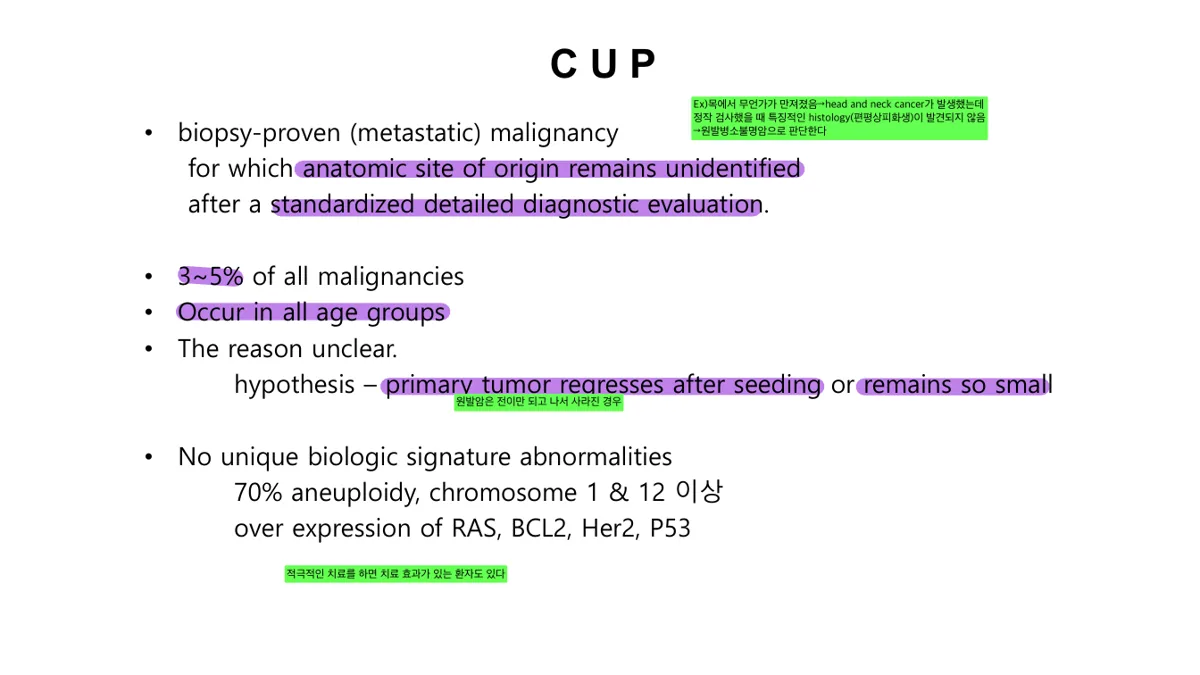 C U P
Ex)목에서 무언가가 만져졌음→head and neck cancer가 발생했는데
정작 검사했을 때 특징적인 histology(편평상피화생)이 발견되지 않음
→원발병소불명암으로 판단한다
• biopsy-proven (metastatic) malignancy
for which anatomic site of origin remains unidentified
after a standardized detailed diagnostic evaluation.
• 3~5% of all malignancies
• Occur in all age groups
• The reason unclear.
hypothesis – primary tumor regresses after seeding or remains so small
원발암은 전이만 되고 나서 사라진 경우
• No unique biologic signature abnormalities
70% aneuploidy, chromosome 1 & 12 이상
over expression of RAS, BCL2, Her2, P53
적극적인 치료를 하면 치료 효과가 있는 환자도 있다